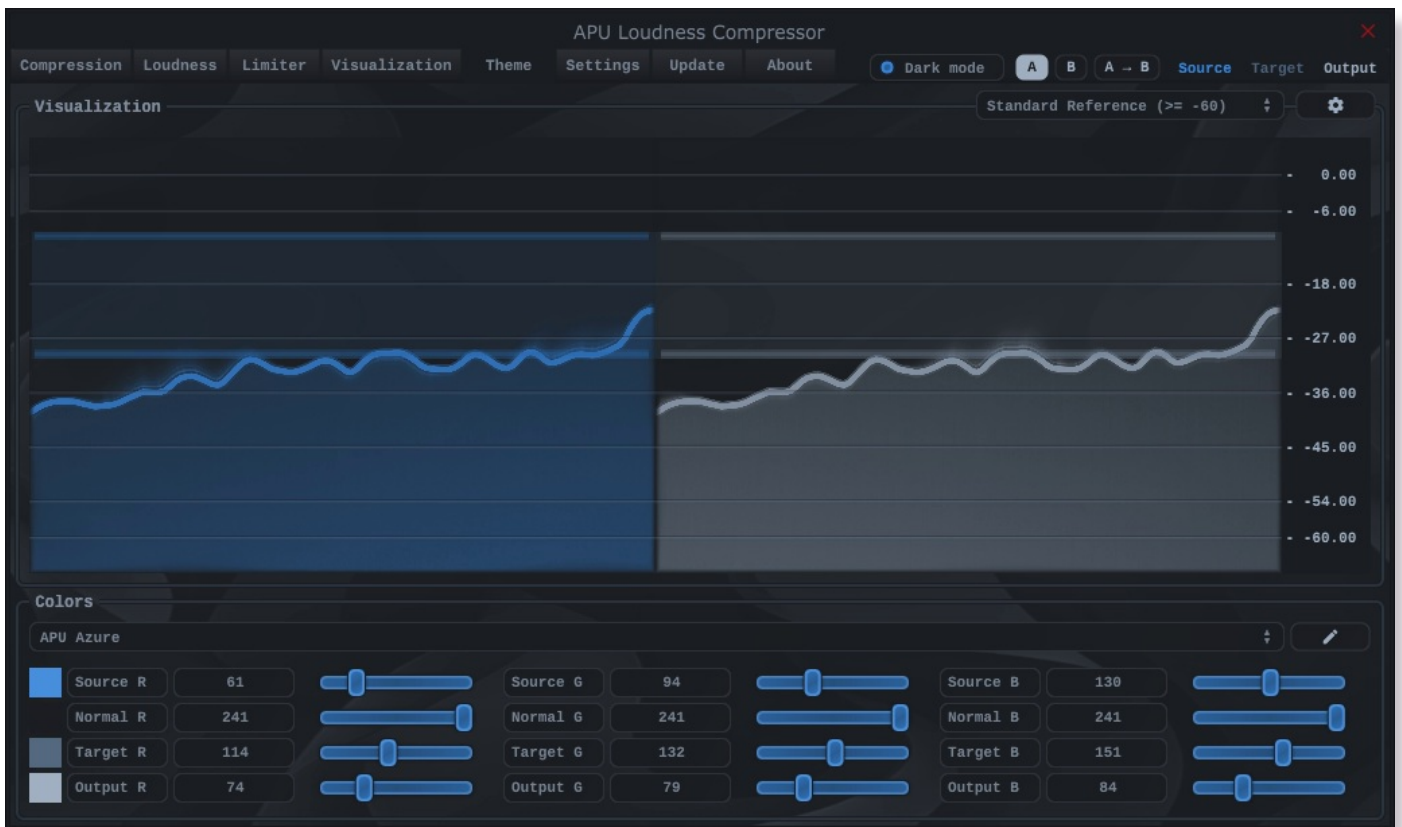 APU Loudness Compressor
Compression Loudness Limiter Visualization Theme Settings Update About Dark mode A B A → B Source Target Output
Visualization Standard Reference (>= -60)
- 0.00
- -6.00
- -18.00
- -27.00
- -36.00
- -45.00
- -54.00
- -60.00
Colors
APU Azure
Source R 61 Source G 94 Source B 130
Normal R 241 Normal G 241 Normal B 241
Target R 114 Target G 132 Target B 151
Output R 74 Output G 79 Output B 84